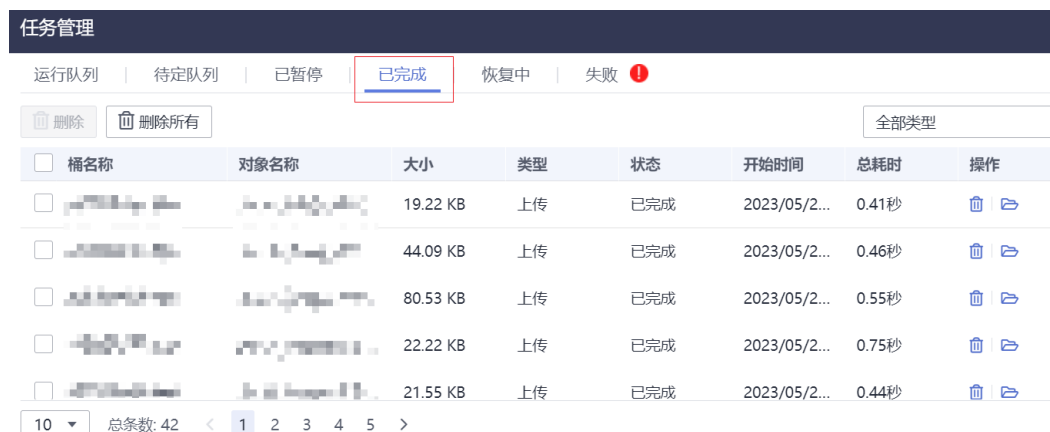 任务管理
运行队列 待定队列 已暂停 已完成 恢复中 失败
删除 删除所有 全部类型
桶名称 对象名称 大小 类型 状态 开始时间 总耗时 操作
19.22 KB 上传 已完成 2023/05/2... 0.41秒
44.09 KB 上传 已完成 2023/05/2... 0.46秒
80.53 KB 上传 已完成 2023/05/2... 0.55秒
22.22 KB 上传 已完成 2023/05/2... 0.75秒
21.55 KB 上传 已完成 2023/05/2... 0.44秒
10 总条数: 42 < 1 2 3 4 5 >